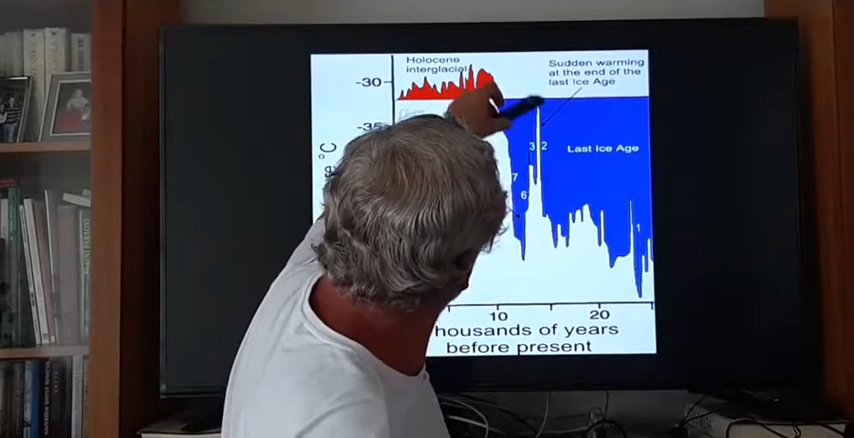 Holocene
interglacial
Sudden warming
at the end of the
last Ice Age
-30
-35
°C
3 2
Last Ice Age
7
6
1
10
20
housands of years
before present